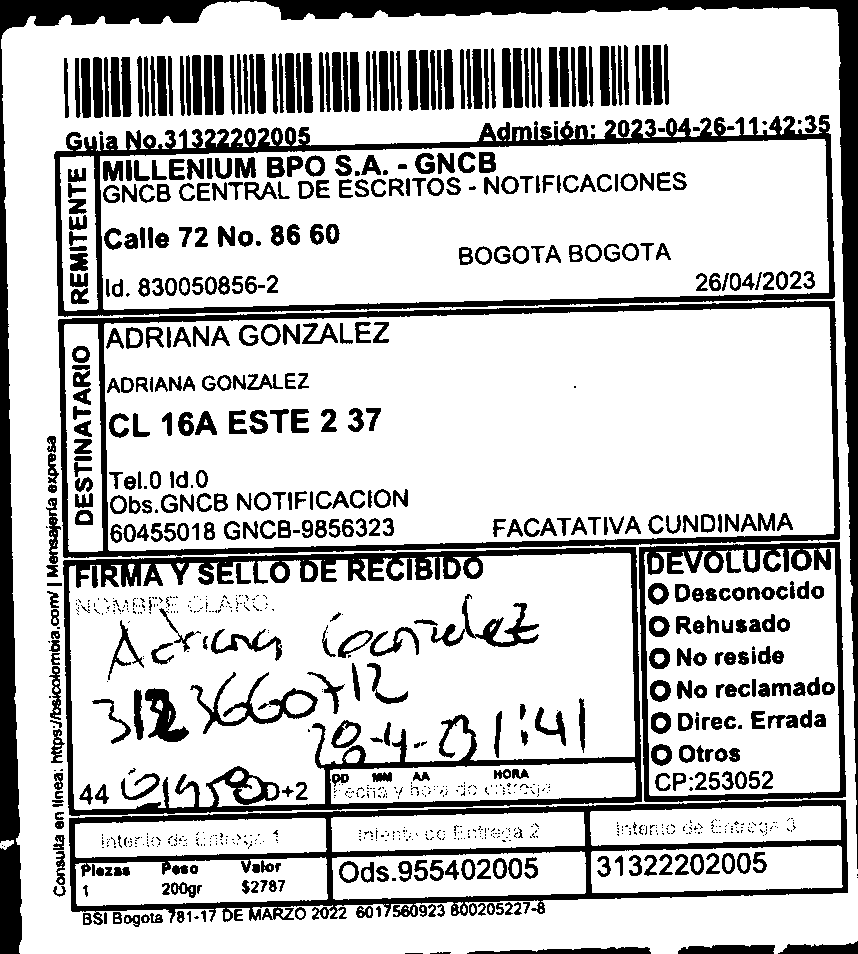 Guia No.31322202005 Admisión: 2023-04-26-11:42:35
REMITENTE
MILLENIUM BPO S.A. - GNCB
GNCB CENTRAL DE ESCRITOS - NOTIFICACIONES
Calle 72 No. 86 60
BOGOTA BOGOTA
Id. 830050856-2 26/04/2023
DESTINATARIO
ADRIANA GONZALEZ
ADRIANA GONZALEZ
CL 16A ESTE 2 37
Tel.0 Id.0
Obs.GNCB NOTIFICACION
60455018 GNCB-9856323 FACATATIVA CUNDINAMA
Consulta en linea: https://bsicolombia.com/ | Mensajería expresa
FIRMA Y SELLO DE RECIBIDO
NOMBRE CLARO.
Adriana Gonzalez
3123660712
28-4-23 11:41
44 D+2
DD MM AA HORA
Fecha y hora de entrega
DEVOLUCION
Desconocido
Rehusado
No reside
No reclamado
Direc. Errada
Otros
CP:253052
Intento de Entrega 1 Intento de Entrega 2 Intento de Entrega 3
Piezas Peso Valor
1 200gr $2787
Ods.955402005 31322202005
BSI Bogota 781-17 DE MARZO 2022 6017560923 800205227-8